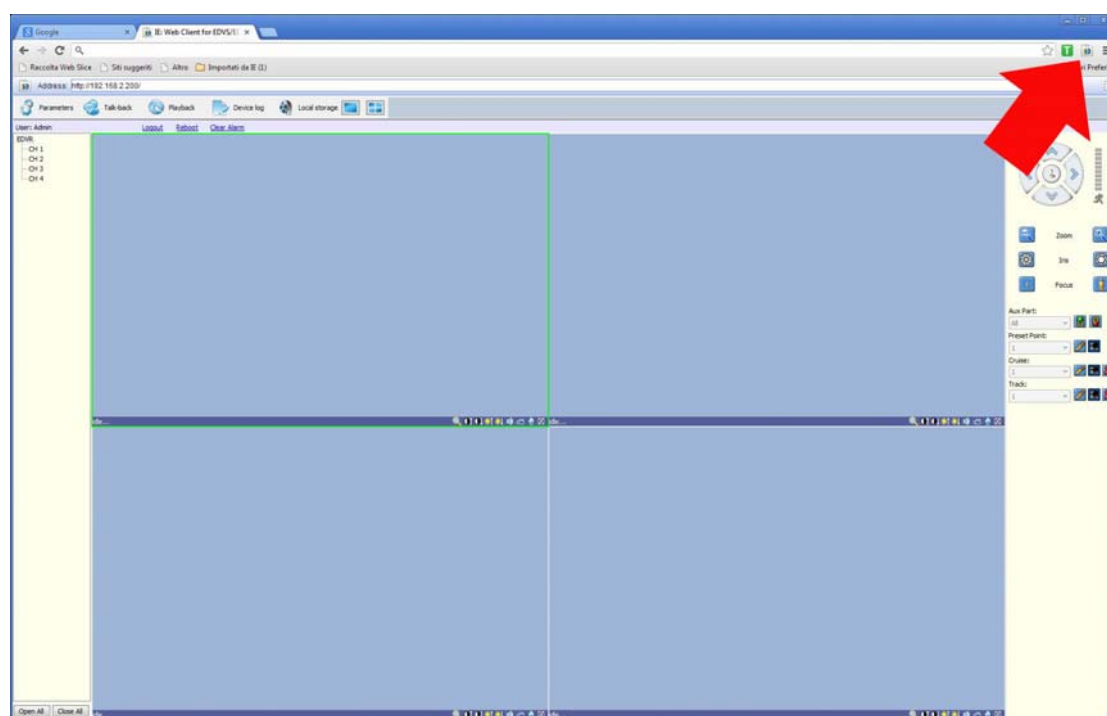 Google
IE: Web Client for EDVS/E
Raccolta Web Slice Siti suggeriti Altro Importati da IE (1) Prefer
Address: http://192.168.2.200/
Parameters Talk-back Playback Device log Local storage
User: Admin Logout Reboot Clear Alarm
EDVR
CH 1
CH 2
CH 3
CH 4
Zoom
Iris
Focus
Aux Part:
All
Preset Point:
1
Cruise:
1
Track:
1
Open All Close All